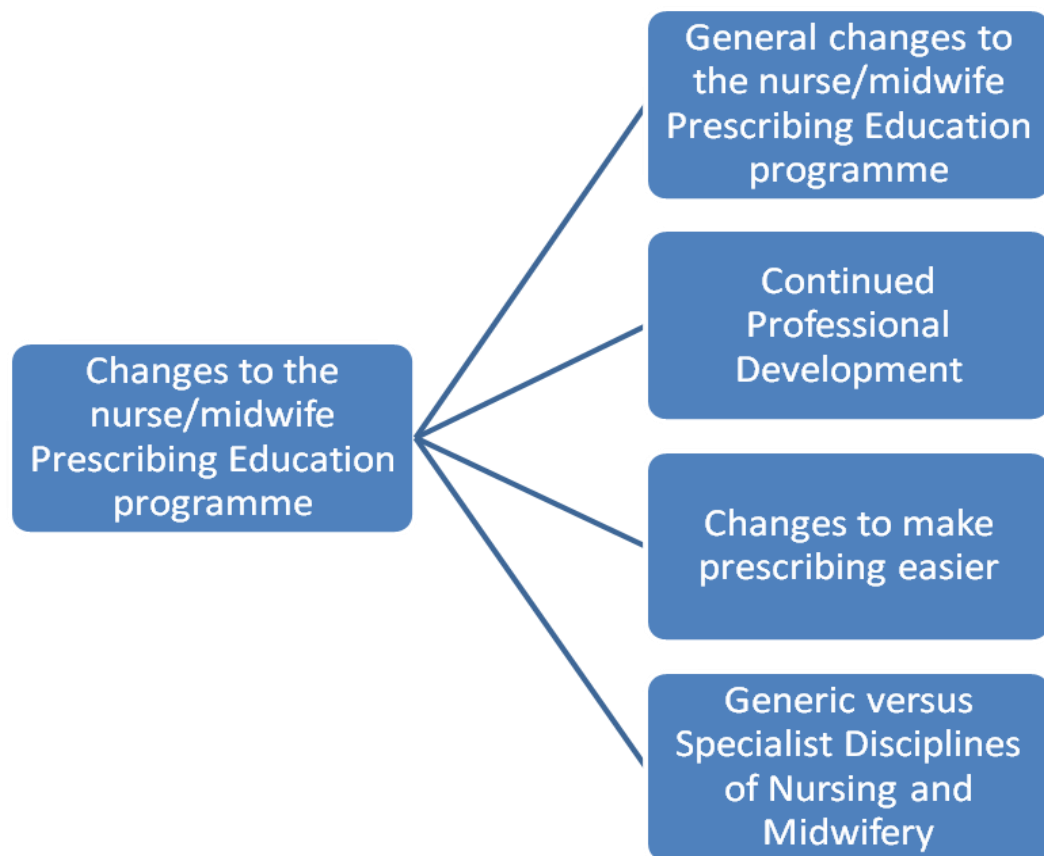 Changes to the
nurse/midwife
Prescribing Education
programme
General changes to
the nurse/midwife
Prescribing Education
programme
Continued
Professional
Development
Changes to make
prescribing easier
Generic versus
Specialist Disciplines
of Nursing and
Midwifery